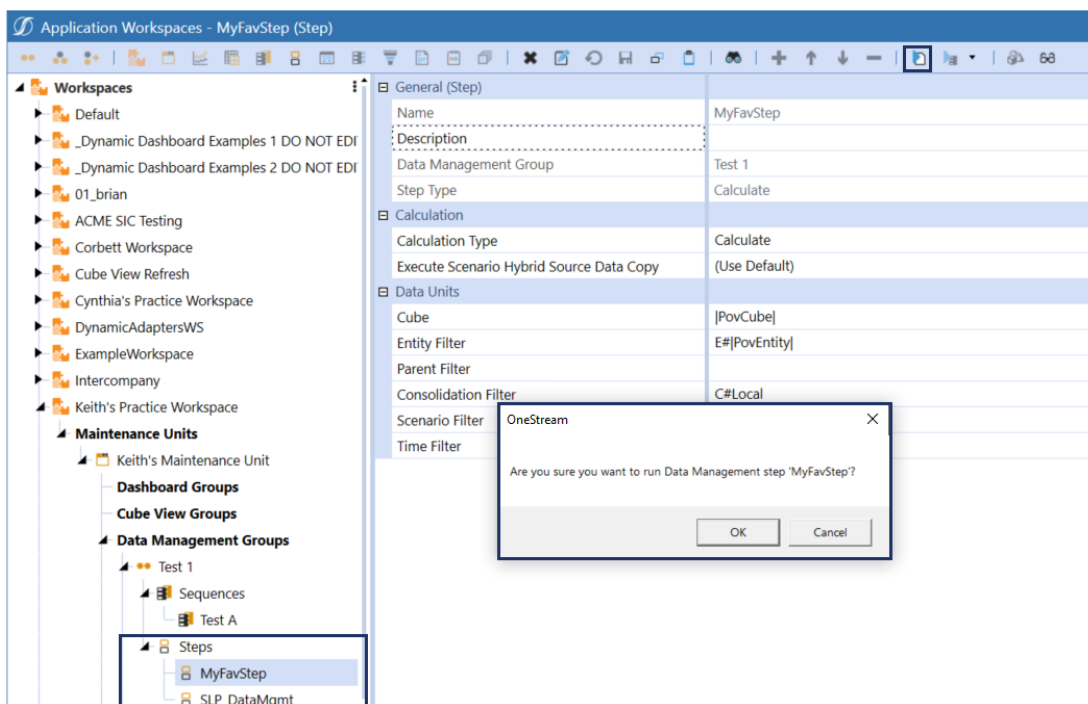 Application Workspaces - MyFavStep (Step)
Workspaces
Default
_Dynamic Dashboard Examples 1 DO NOT EDI
_Dynamic Dashboard Examples 2 DO NOT EDI
01_brian
ACME SIC Testing
Corbett Workspace
Cube View Refresh
Cynthia's Practice Workspace
DynamicAdaptersWS
ExampleWorkspace
Intercompany
Keith's Practice Workspace
Maintenance Units
Keith's Maintenance Unit
Dashboard Groups
Cube View Groups
Data Management Groups
Test 1
Sequences
Test A
Steps
MyFavStep
SLP_DataMgmt
General (Step)
Name MyFavStep
Description
Data Management Group Test 1
Step Type Calculate
Calculation
Calculation Type Calculate
Execute Scenario Hybrid Source Data Copy (Use Default)
Data Units
Cube |PovCube|
Entity Filter E#|PovEntity|
Parent Filter
Consolidation Filter C#Local
Scenario Filter
Time Filter
OneStream
Are you sure you want to run Data Management step 'MyFavStep'?
OK Cancel